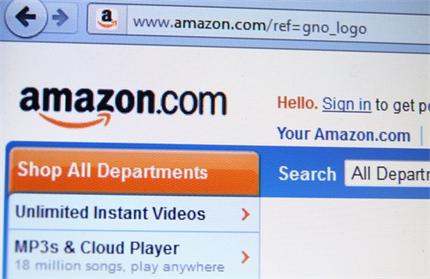 a
www.amazon.com/ref=gno_logo
amazon.com
Hello. Sign in to get p
Your Amazon.com
Shop All Departments
Search
All Departr
Unlimited Instant Videos
MP3s & Cloud Player
18 million songs, play anywhere